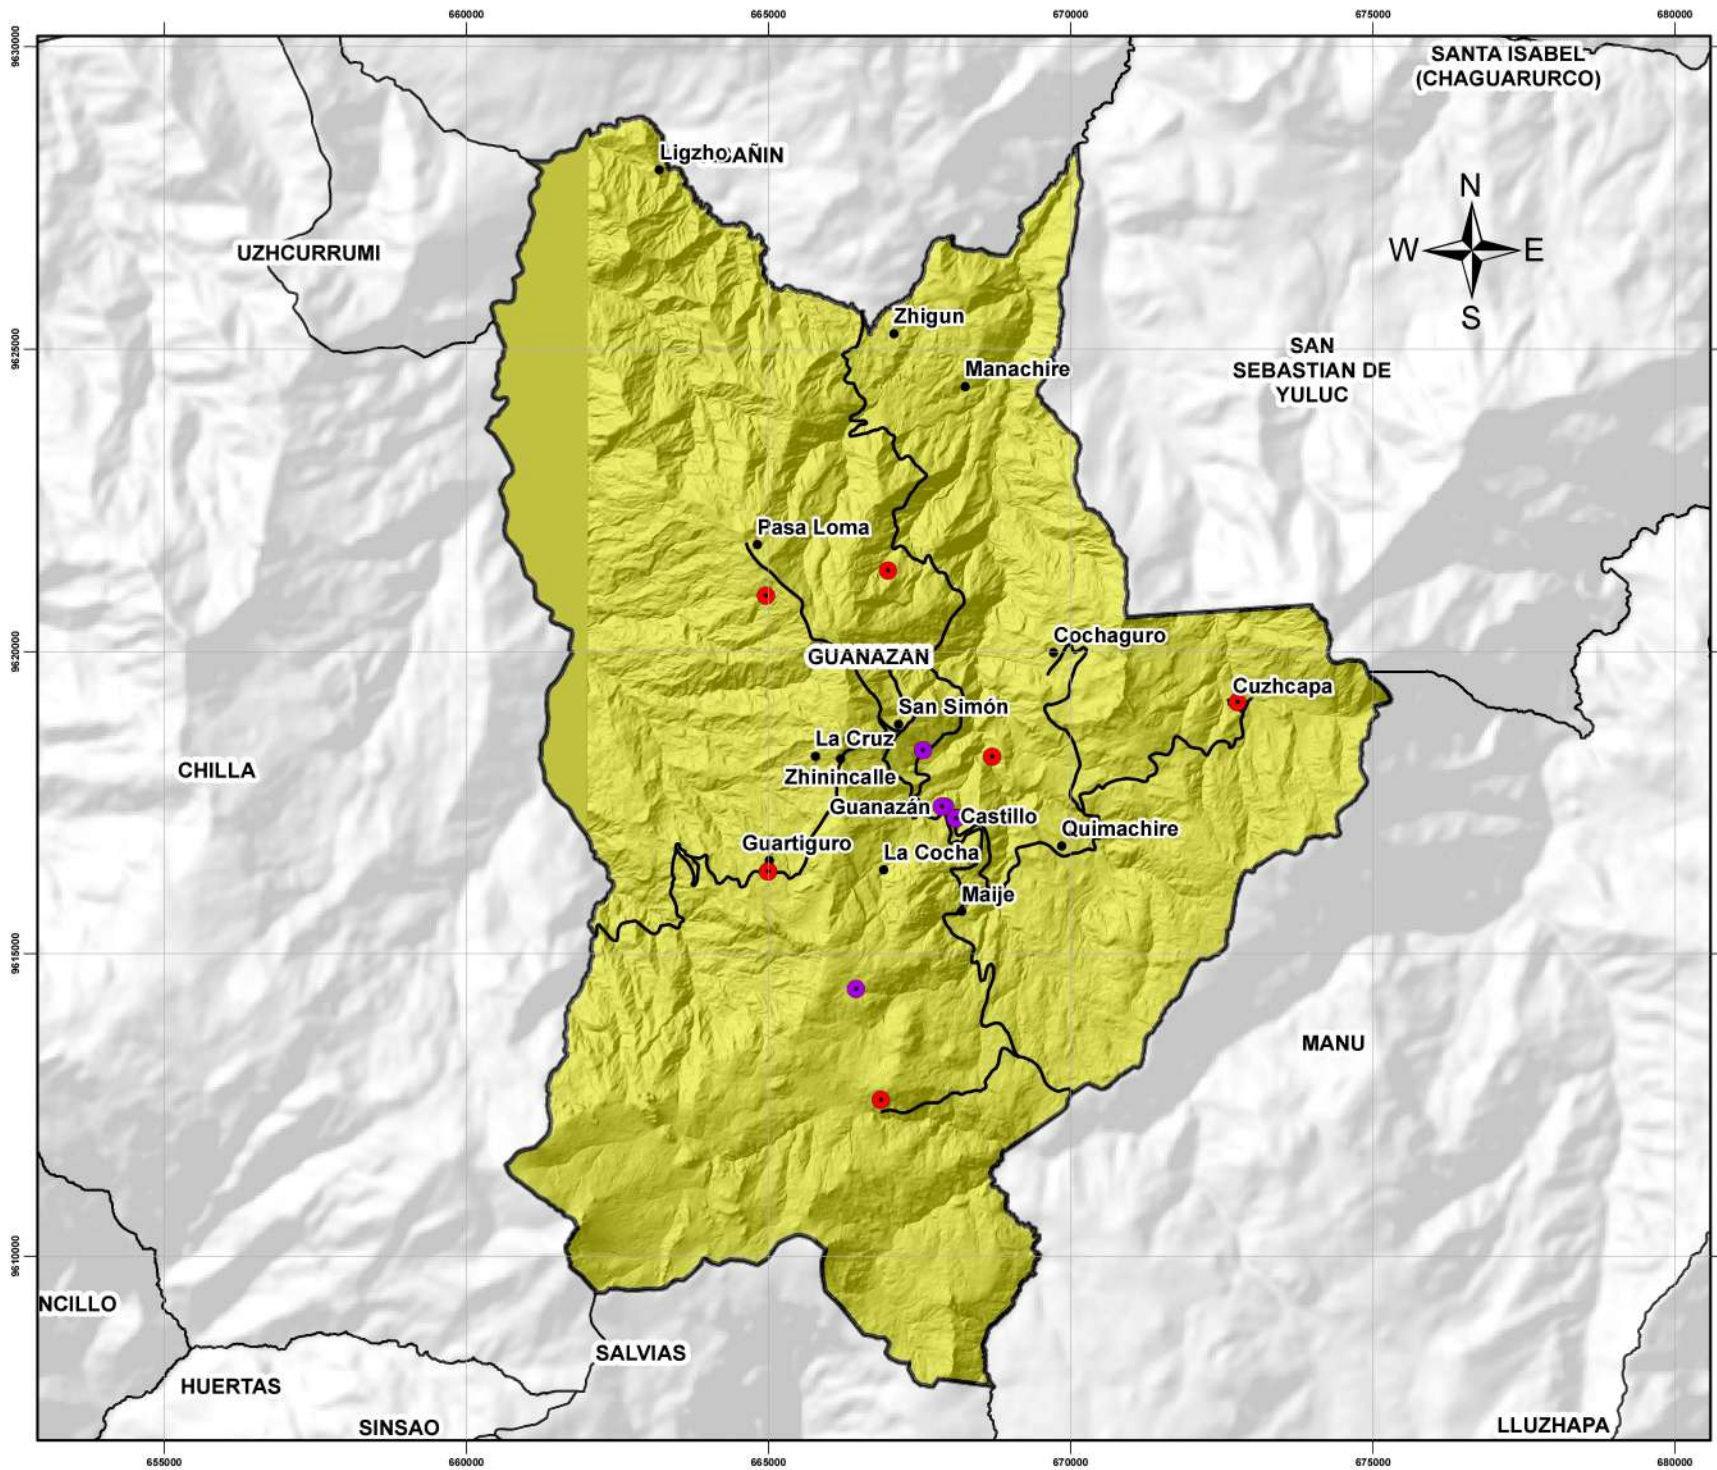 660000
665000
670000
675000
680000
9630000
SANTA ISABEL
(CHAGUARURCO)
Ligzho
AÑIN
N
W
E
S
UZHCURRUMI
Zhigun
9625000
SAN
SEBASTIAN DE
YULUC
Manachire
Pasa Loma
Cochaguro
9620000
GUANAZAN
Cuzhcapa
San Simón
La Cruz
CHILLA
Zhinincalle
Guanazán
Castillo
Quimachire
Guartiguro
La Cocha
Maije
9615000
MANU
9610000
NCILLO
SALVIAS
HUERTAS
SINSAO
LLUZHAPA
655000
660000
665000
670000
675000
680000